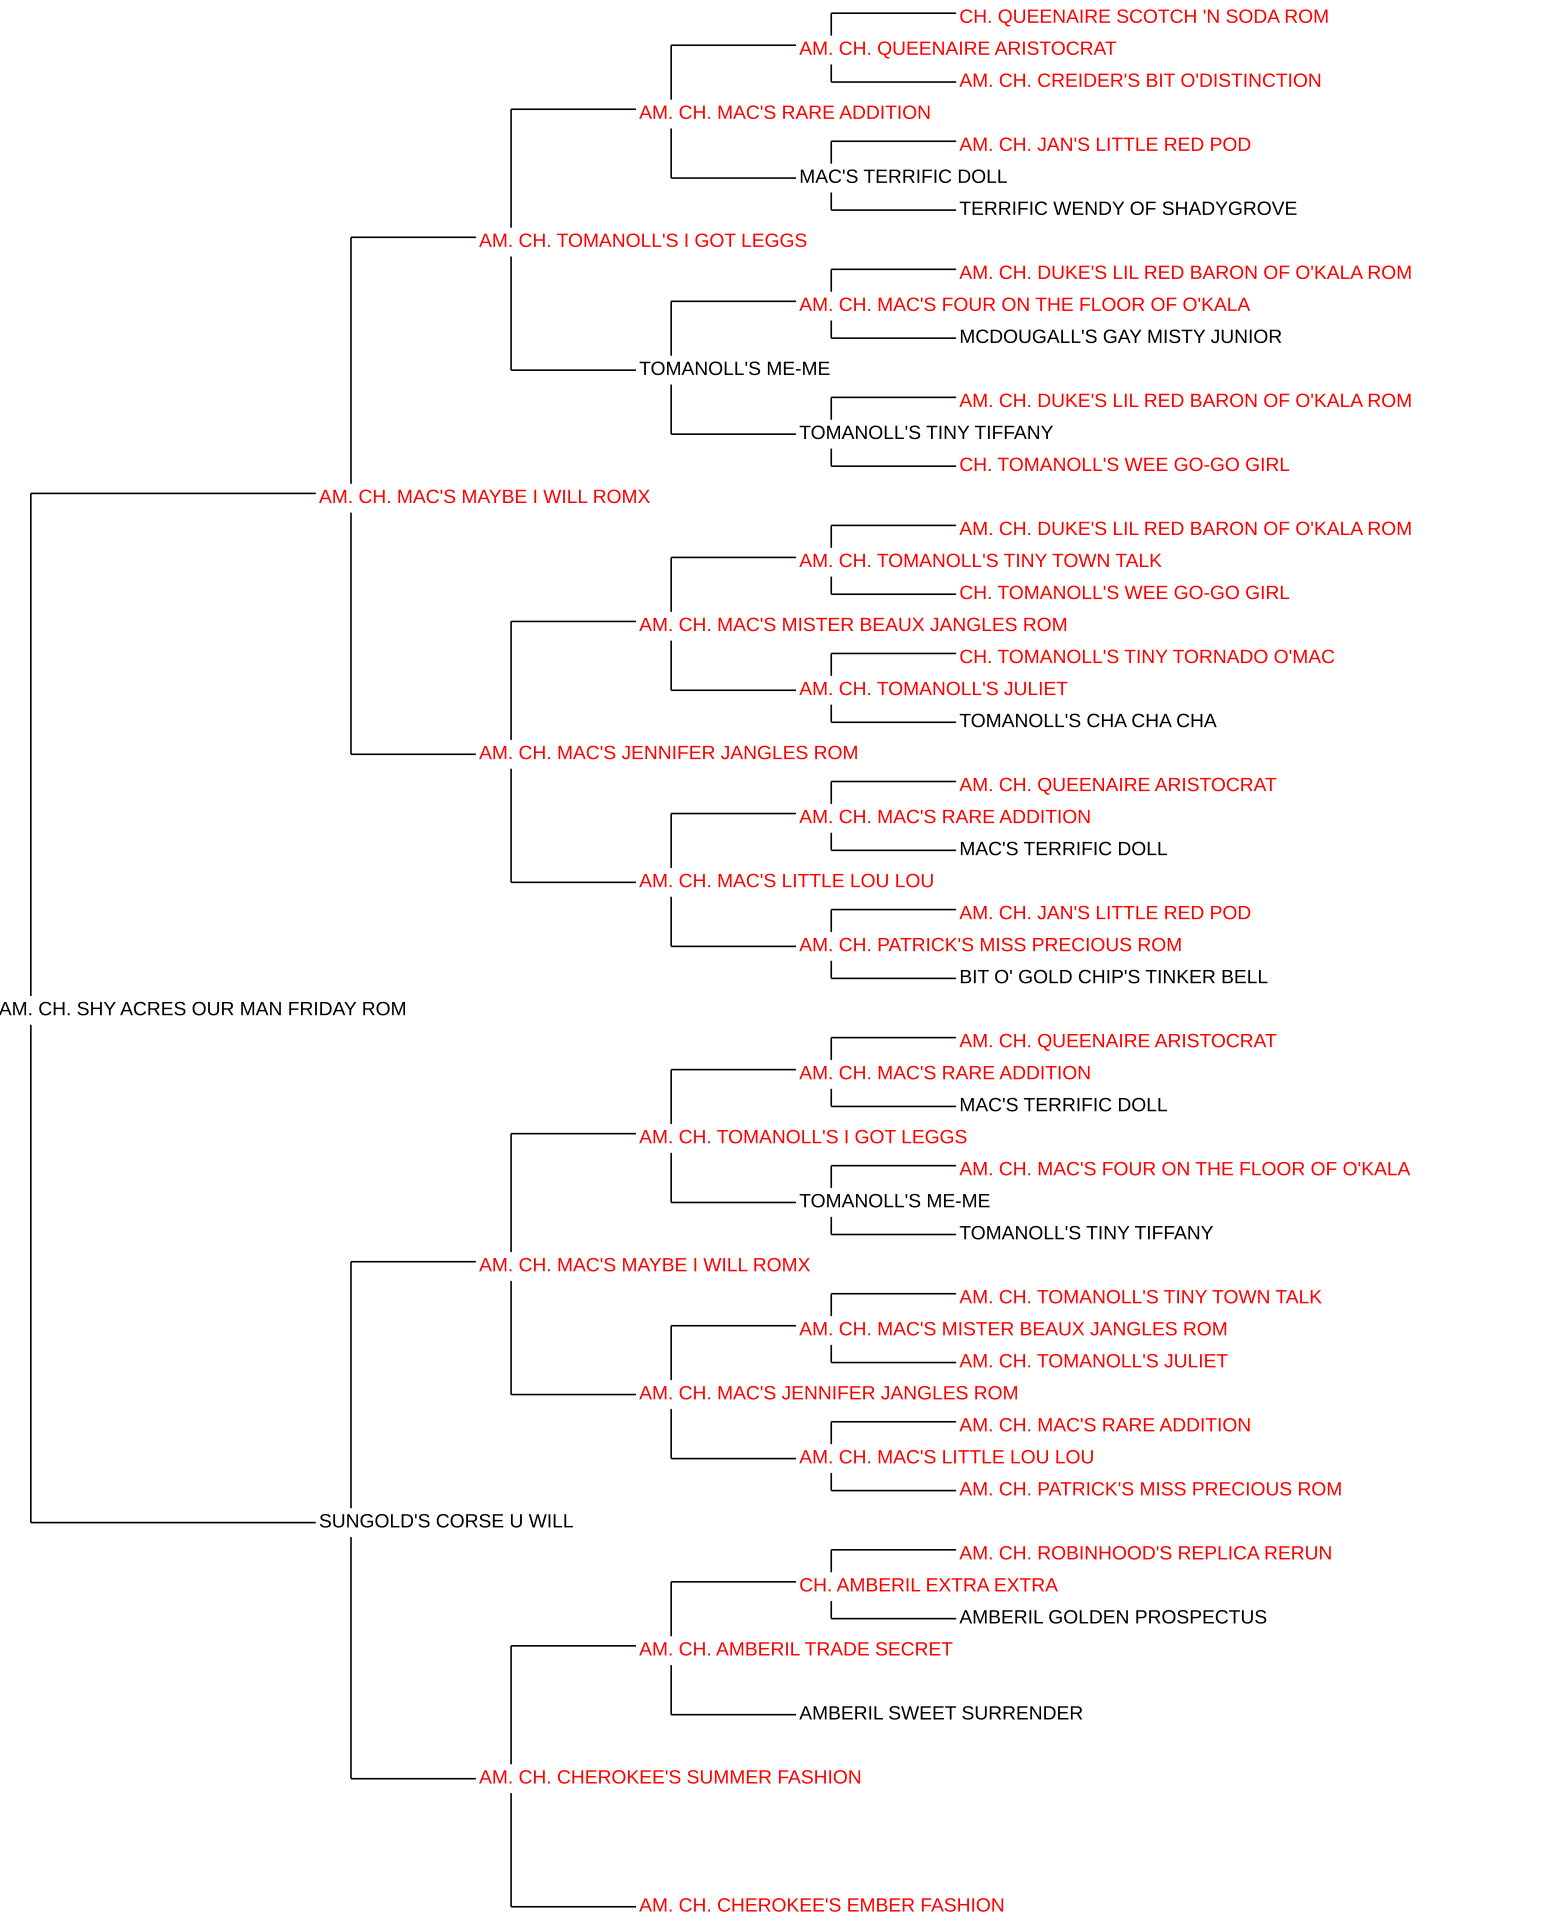 CH. QUEENAIRE SCOTCH 'N SODA ROM
AM. CH. QUEENAIRE ARISTOCRAT
AM. CH. CREIDER'S BIT O'DISTINCTION
AM. CH. MAC'S RARE ADDITION
AM. CH. JAN'S LITTLE RED POD
MAC'S TERRIFIC DOLL
TERRIFIC WENDY OF SHADYGROVE
AM. CH. TOMANOLL'S I GOT LEGGS
AM. CH. DUKE'S LIL RED BARON OF O'KALA ROM
AM. CH. MAC'S FOUR ON THE FLOOR OF O'KALA
MCDOUGALL'S GAY MISTY JUNIOR
TOMANOLL'S ME-ME
AM. CH. DUKE'S LIL RED BARON OF O'KALA ROM
TOMANOLL'S TINY TIFFANY
CH. TOMANOLL'S WEE GO-GO GIRL
AM. CH. MAC'S MAYBE I WILL ROMX
AM. CH. DUKE'S LIL RED BARON OF O'KALA ROM
AM. CH. TOMANOLL'S TINY TOWN TALK
CH. TOMANOLL'S WEE GO-GO GIRL
AM. CH. MAC'S MISTER BEAUX JANGLES ROM
CH. TOMANOLL'S TINY TORNADO O'MAC
AM. CH. TOMANOLL'S JULIET
TOMANOLL'S CHA CHA CHA
AM. CH. MAC'S JENNIFER JANGLES ROM
AM. CH. QUEENAIRE ARISTOCRAT
AM. CH. MAC'S RARE ADDITION
MAC'S TERRIFIC DOLL
AM. CH. MAC'S LITTLE LOU LOU
AM. CH. JAN'S LITTLE RED POD
AM. CH. PATRICK'S MISS PRECIOUS ROM
BIT O' GOLD CHIP'S TINKER BELL
AM. CH. SHY ACRES OUR MAN FRIDAY ROM
AM. CH. QUEENAIRE ARISTOCRAT
AM. CH. MAC'S RARE ADDITION
MAC'S TERRIFIC DOLL
AM. CH. TOMANOLL'S I GOT LEGGS
AM. CH. MAC'S FOUR ON THE FLOOR OF O'KALA
TOMANOLL'S ME-ME
TOMANOLL'S TINY TIFFANY
AM. CH. MAC'S MAYBE I WILL ROMX
AM. CH. TOMANOLL'S TINY TOWN TALK
AM. CH. MAC'S MISTER BEAUX JANGLES ROM
AM. CH. TOMANOLL'S JULIET
AM. CH. MAC'S JENNIFER JANGLES ROM
AM. CH. MAC'S RARE ADDITION
AM. CH. MAC'S LITTLE LOU LOU
AM. CH. PATRICK'S MISS PRECIOUS ROM
SUNGOLD'S CORSE U WILL
AM. CH. ROBINHOOD'S REPLICA RERUN
CH. AMBERIL EXTRA EXTRA
AMBERIL GOLDEN PROSPECTUS
AM. CH. AMBERIL TRADE SECRET
AMBERIL SWEET SURRENDER
AM. CH. CHEROKEE'S SUMMER FASHION
AM. CH. CHEROKEE'S EMBER FASHION